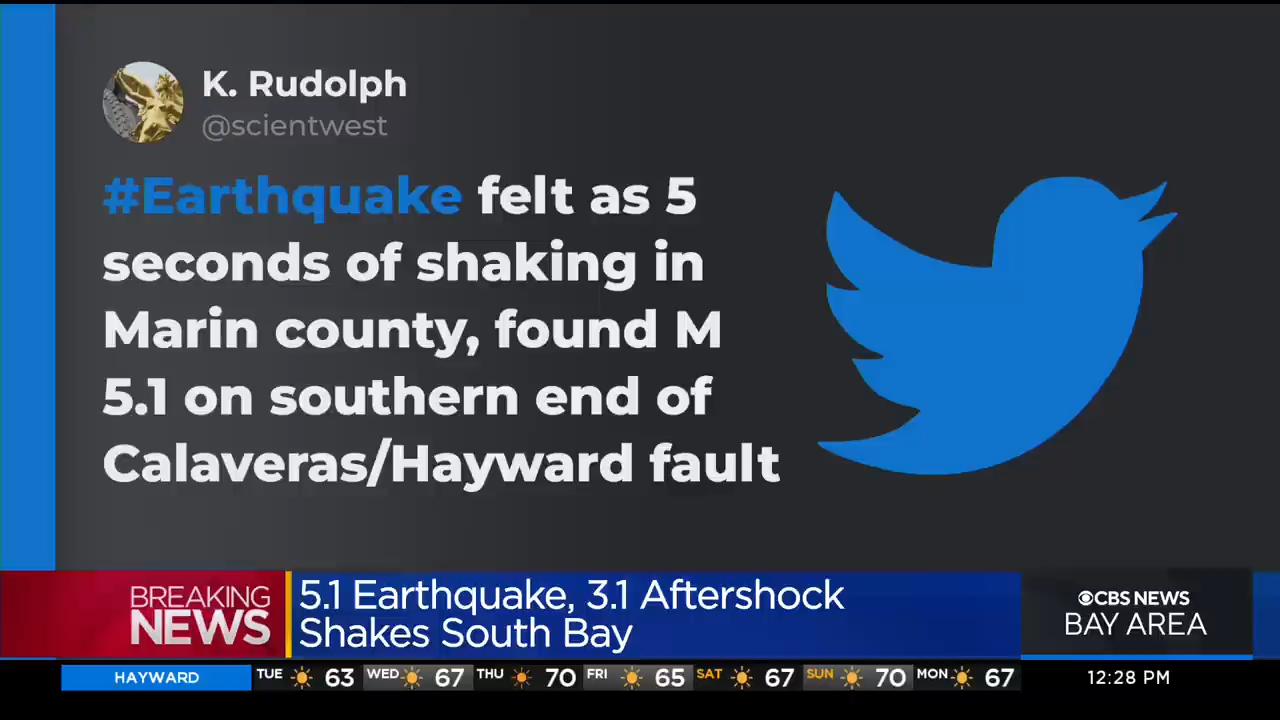 K. Rudolph
@scientwest
#Earthquake felt as 5
seconds of shaking in
Marin county, found M
5.1 on southern end of
Calaveras/Hayward fault
BREAKING
NEWS
5.1 Earthquake, 3.1 Aftershock
Shakes South Bay
CBS NEWS
BAY AREA
HAYWARD TUE 63 WED 67 THU 70 FRI 65 SAT 67 SUN 70 MON 67 12:28 PM